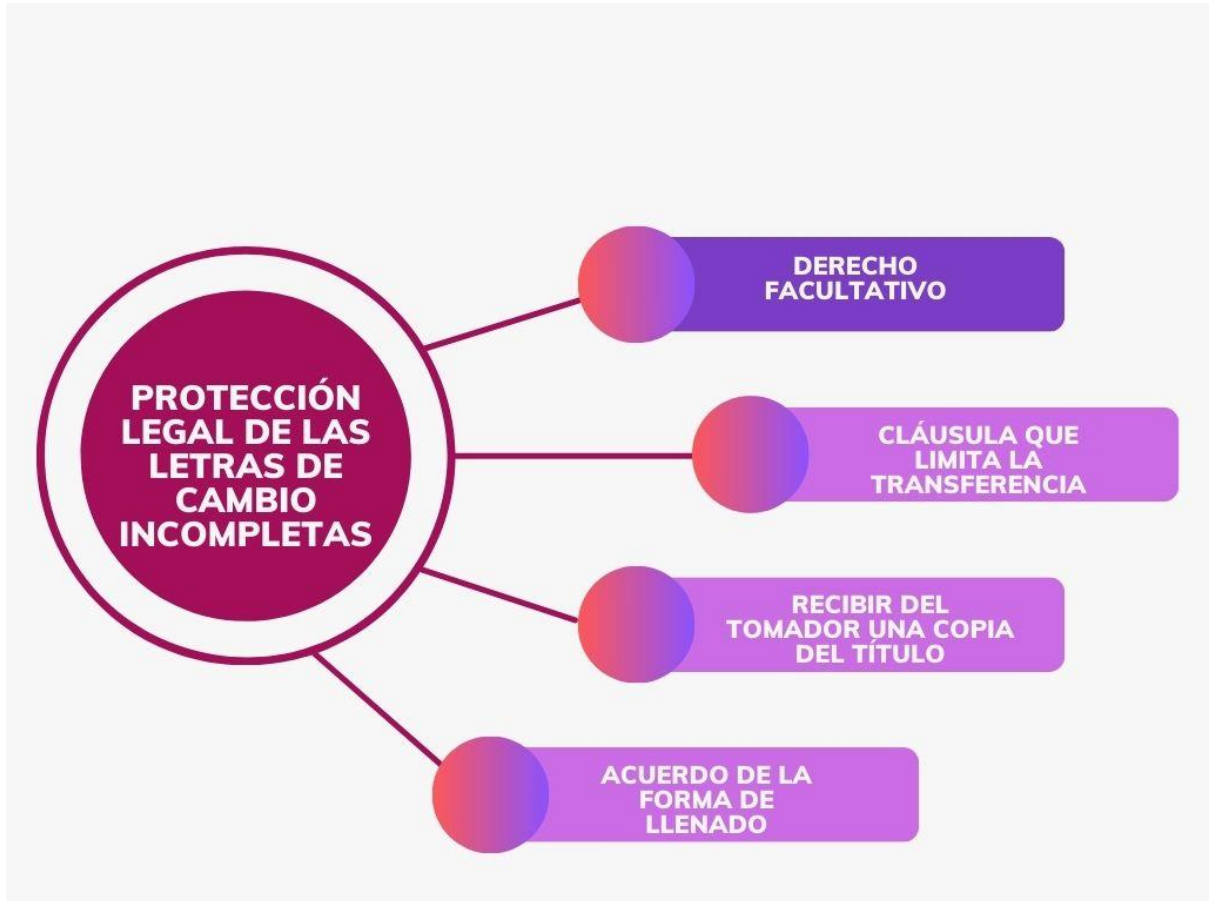 PROTECCIÓN
LEGAL DE LAS
LETRAS DE
CAMBIO
INCOMPLETAS
DERECHO
FACULTATIVO
CLÁUSULA QUE
LIMITA LA
TRANSFERENCIA
RECIBIR DEL
TOMADOR UNA COPIA
DEL TÍTULO
ACUERDO DE LA
FORMA DE
LLENADO